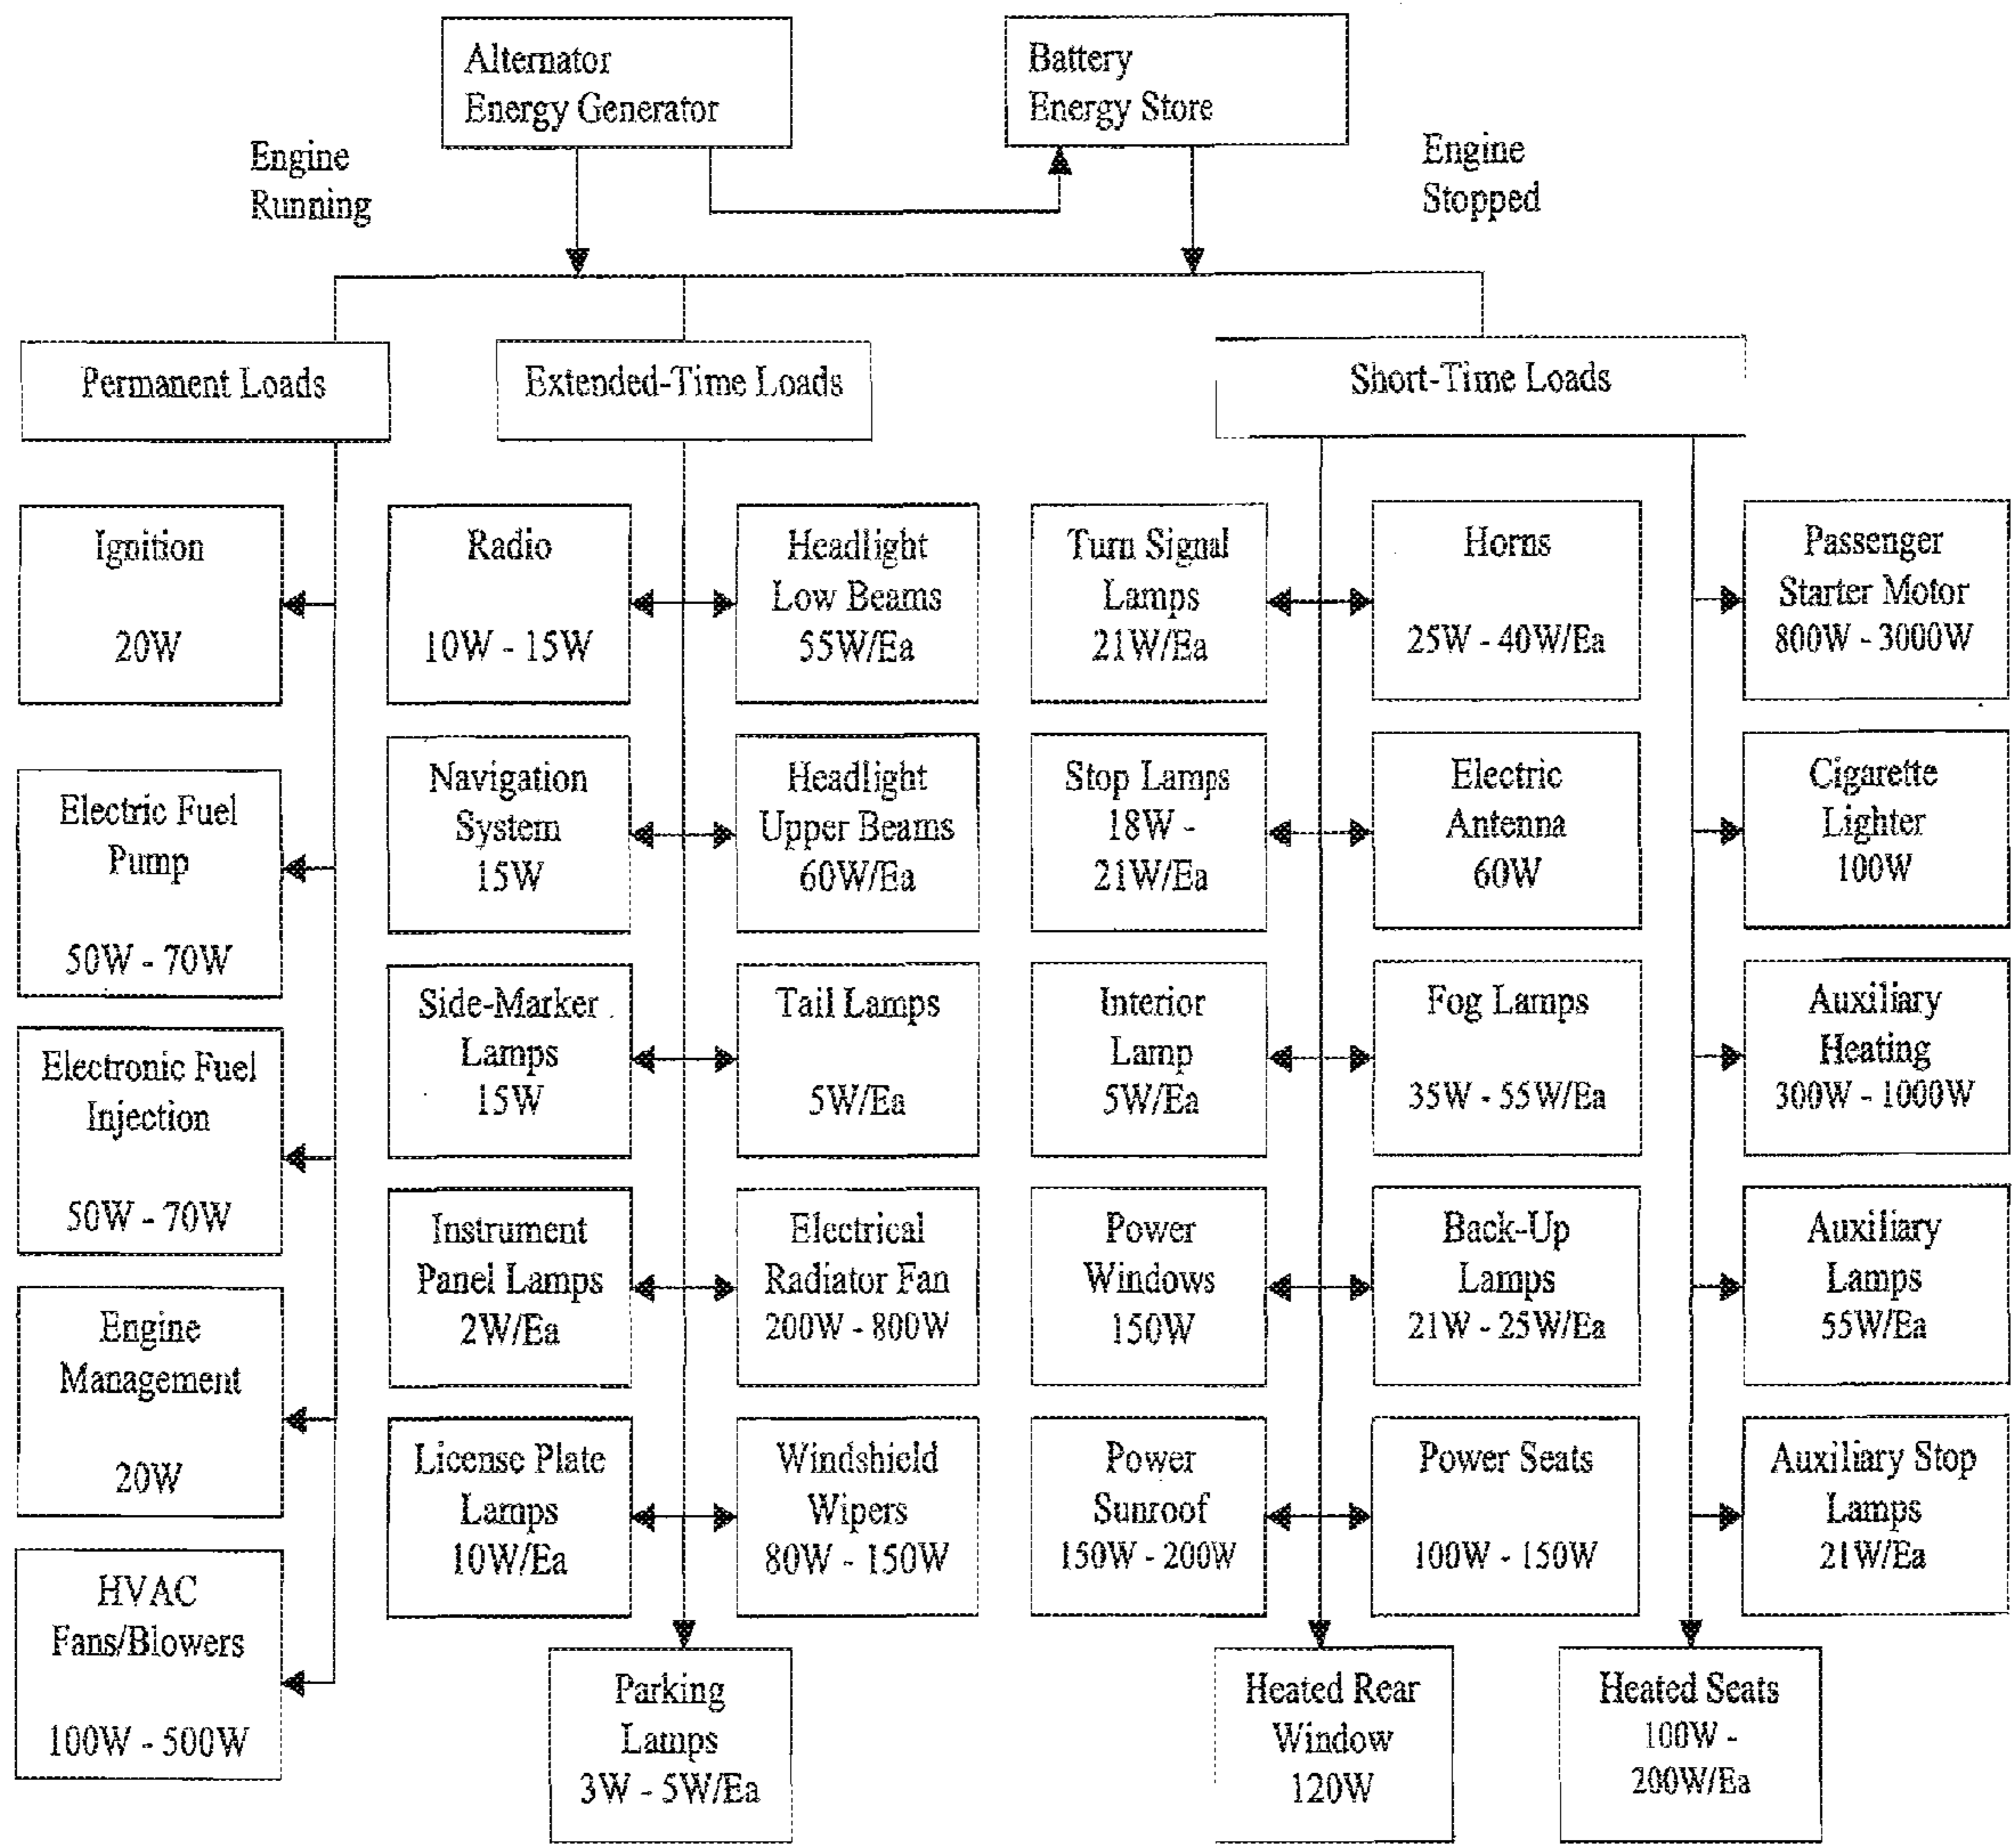 Alternator
Energy Generator
Battery
Energy Store
Engine
Running
Engine
Stopped
Permanent Loads
Extended-Time Loads
Short-Time Loads
Ignition
20W
Electric Fuel
Pump
50W - 70W
Electronic Fuel
Injection
50W - 70W
Engine
Management
20W
HVAC
Fans/Blowers
100W - 500W
Radio
10W - 15W
Headlight
Low Beams
55W/Ea
Navigation
System
15W
Headlight
Upper Beams
60W/Ea
Side-Marker
Lamps
15W
Tail Lamps
5W/Ea
Instrument
Panel Lamps
2W/Ea
Electrical
Radiator Fan
200W - 800W
License Plate
Lamps
10W/Ea
Windshield
Wipers
80W - 150W
Parking
Lamps
3W - 5W/Ea
Turn Signal
Lamps
21W/Ea
Horns
25W - 40W/Ea
Passenger
Starter Motor
800W - 3000W
Stop Lamps
18W -
21W/Ea
Electric
Antenna
60W
Cigarette
Lighter
100W
Interior
Lamp
5W/Ea
Fog Lamps
35W - 55W/Ea
Auxiliary
Heating
300W - 1000W
Power
Windows
150W
Back-Up
Lamps
21W - 25W/Ea
Auxiliary
Lamps
55W/Ea
Power
Sunroof
150W - 200W
Power Seats
100W - 150W
Auxiliary Stop
Lamps
21W/Ea
Heated Rear
Window
120W
Heated Seats
100W -
200W/Ea